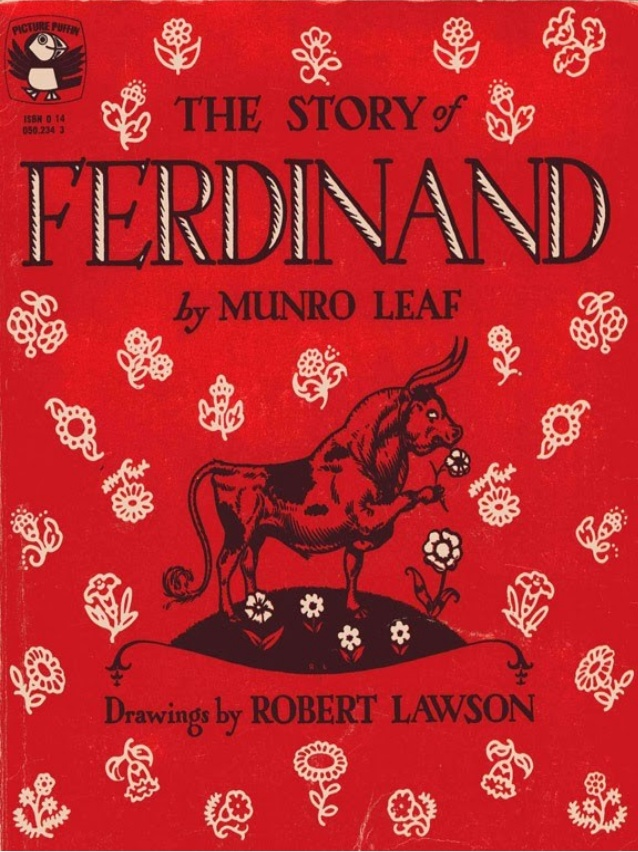 PICTURE PUFFIN
ISBN 0 14
050.234 3
THE STORY of
FERDINAND
by MUNRO LEAF
R. L.
Drawings by ROBERT LAWSON